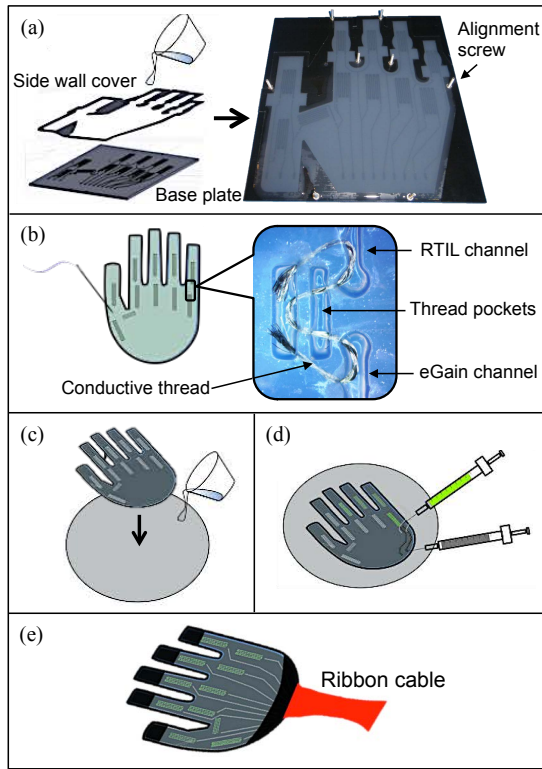 (a)
Side wall cover
Base plate
Alignment
screw
(b)
Conductive thread
RTIL channel
Thread pockets
eGain channel
(c)
(d)
(e)
Ribbon cable